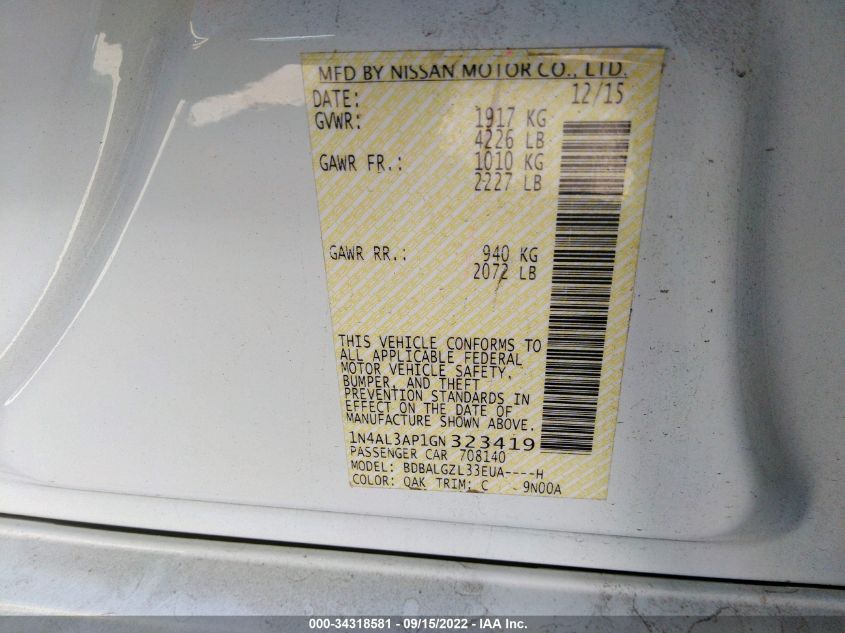 MFD BY NISSAN MOTOR CO., LTD.
DATE: 12/15
GVWR: 1917 KG
4226 LB
GAWR FR.: 1010 KG
2227 LB
GAWR RR.: 940 KG
2072 LB
THIS VEHICLE CONFORMS TO
ALL APPLICABLE FEDERAL
MOTOR VEHICLE SAFETY,
BUMPER, AND THEFT
PREVENTION STANDARDS IN
EFFECT ON THE DATE OF
MANUFACTURE SHOWN ABOVE.
1N4AL3AP1GN323419
PASSENGER CAR 708140
MODEL: BDBALGZL33EUA----H
COLOR: QAK TRIM: C 9N00A
000-34318581 - 09/15/2022 - IAA Inc.